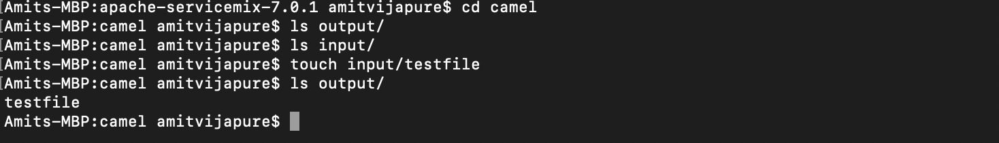 [Amits-MBP:apache-servicemix-7.0.1 amitvijapure$ cd camel
[Amits-MBP:camel amitvijapure$ ls output/
[Amits-MBP:camel amitvijapure$ ls input/
[Amits-MBP:camel amitvijapure$ touch input/testfile
[Amits-MBP:camel amitvijapure$ ls output/
testfile
Amits-MBP:camel amitvijapure$